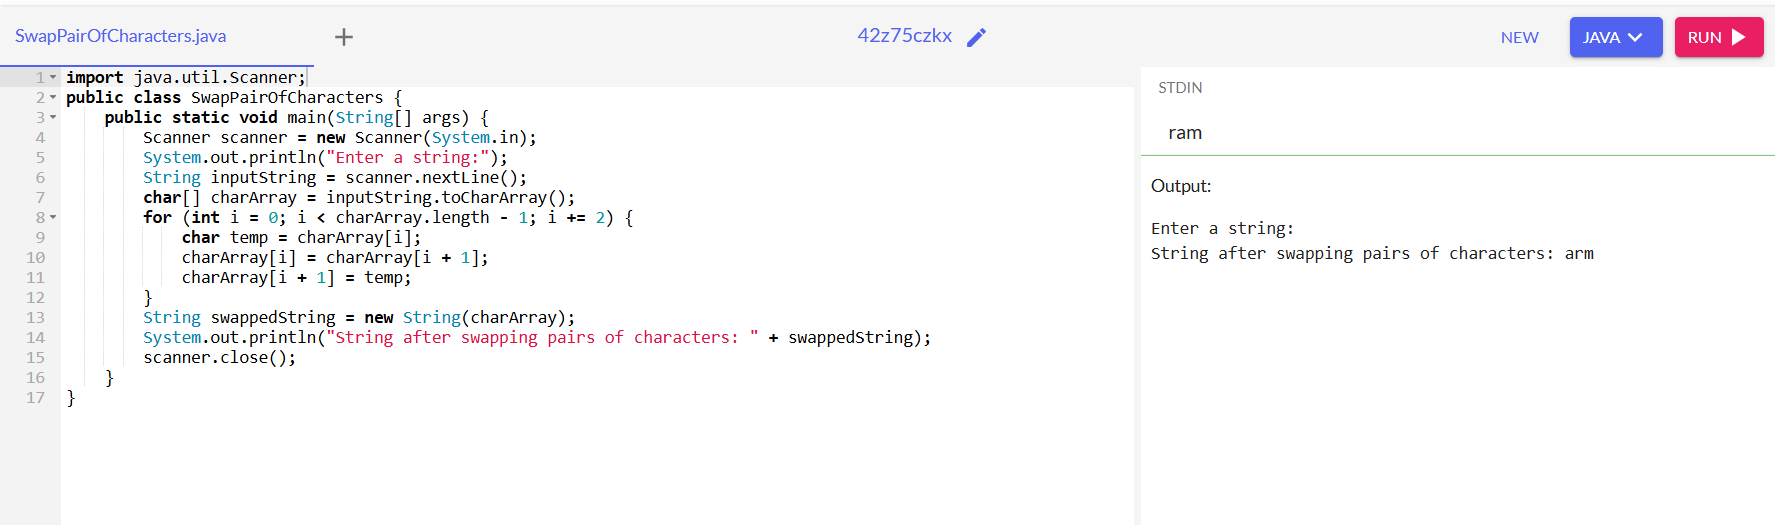 SwapPairOfCharacters.java + 42z75czkx NEW JAVA RUN
1 import java.util.Scanner;
2 public class SwapPairOfCharacters {
3     public static void main(String[] args) {
4         Scanner scanner = new Scanner(System.in);
5         System.out.println("Enter a string:");
6         String inputString = scanner.nextLine();
7         char[] charArray = inputString.toCharArray();
8         for (int i = 0; i < charArray.length - 1; i += 2) {
9             char temp = charArray[i];
10             charArray[i] = charArray[i + 1];
11             charArray[i + 1] = temp;
12         }
13         String swappedString = new String(charArray);
14         System.out.println("String after swapping pairs of characters: " + swappedString);
15         scanner.close();
16     }
17 }
STDIN
ram
Output:
Enter a string:
String after swapping pairs of characters: arm